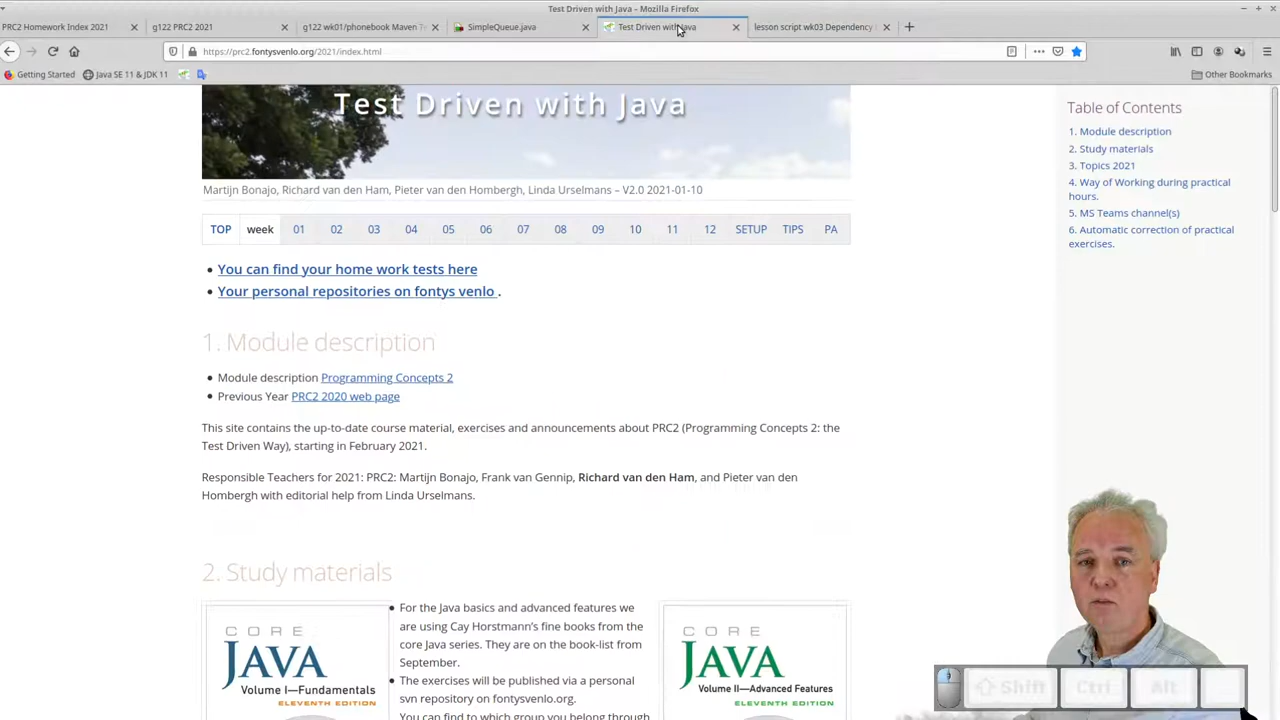 Test Driven with Java - Mozilla Firefox
PRC2 Homework Index 2021
g122 PRC2 2021
g122 wk01/phonebook Maven T
SimpleQueue.java
Test Driven with Java
lesson script wk03 Dependency
https://prc2.fontysvenlo.org/2021/index.html
Getting Started
Java SE 11 & JDK 11
Other Bookmarks
Test Driven with Java
Martijn Bonajo, Richard van den Ham, Pieter van den Hombergh, Linda Urselmans – V2.0 2021-01-10
TOP week 01 02 03 04 05 06 07 08 09 10 11 12 SETUP TIPS PA
You can find your home work tests here
Your personal repositories on fontys venlo .
1. Module description
Module description Programming Concepts 2
Previous Year PRC2 2020 web page
This site contains the up-to-date course material, exercises and announcements about PRC2 (Programming Concepts 2: the
Test Driven Way), starting in February 2021.
Responsible Teachers for 2021: PRC2: Martijn Bonajo, Frank van Gennip, Richard van den Ham, and Pieter van den
Hombergh with editorial help from Linda Urselmans.
2. Study materials
CORE
JAVA
Volume I—Fundamentals
ELEVENTH EDITION
For the Java basics and advanced features we
are using Cay Horstmann's fine books from the
core Java series. They are on the book-list from
September.
The exercises will be published via a personal
svn repository on fontysvenlo.org.
You can find to which group you belong through
CORE
JAVA
Volume II—Advanced Features
ELEVENTH EDITION
Table of Contents
1. Module description
2. Study materials
3. Topics 2021
4. Way of Working during practical
hours.
5. MS Teams channel(s)
6. Automatic correction of practical
exercises.
Shift
Ctrl
Alt